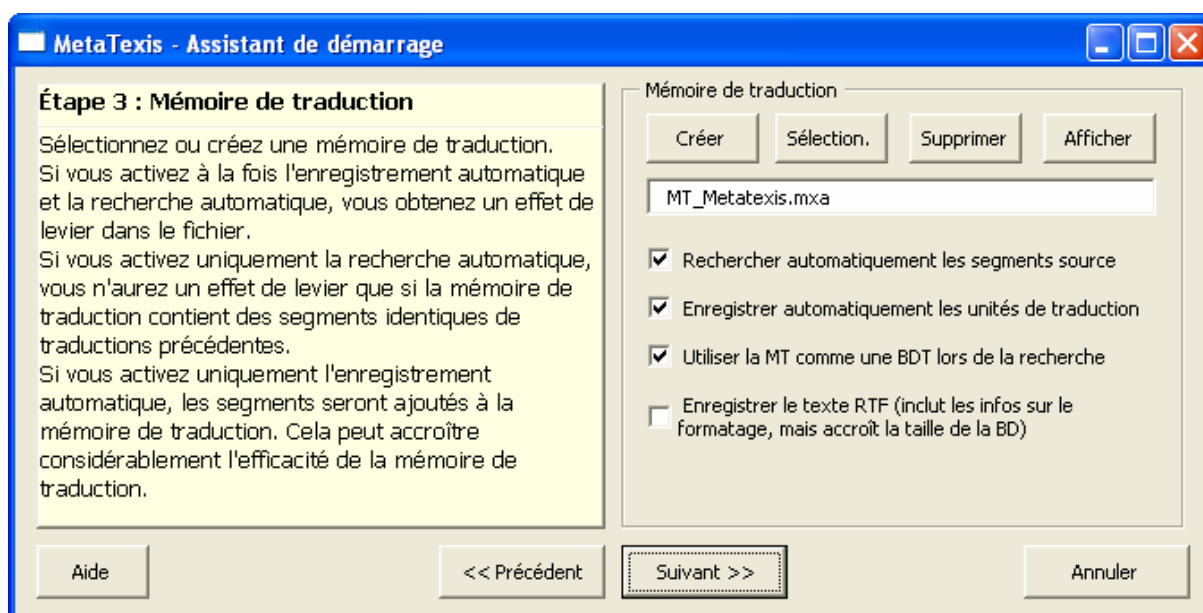 MetaTexis - Assistant de démarrage
Étape 3 : Mémoire de traduction
Sélectionnez ou créez une mémoire de traduction.
Si vous activez à la fois l'enregistrement automatique
et la recherche automatique, vous obtenez un effet de
levier dans le fichier.
Si vous activez uniquement la recherche automatique,
vous n'aurez un effet de levier que si la mémoire de
traduction contient des segments identiques de
traductions précédentes.
Si vous activez uniquement l'enregistrement
automatique, les segments seront ajoutés à la
mémoire de traduction. Cela peut accroître
considérablement l'efficacité de la mémoire de
traduction.
Mémoire de traduction
Créer
Sélection.
Supprimer
Afficher
MT_Metatexis.mxa
Rechercher automatiquement les segments source
Enregistrer automatiquement les unités de traduction
Utiliser la MT comme une BDT lors de la recherche
Enregistrer le texte RTF (inclut les infos sur le
formatage, mais accroît la taille de la BD)
Aide
<< Précédent
Suivant >>
Annuler